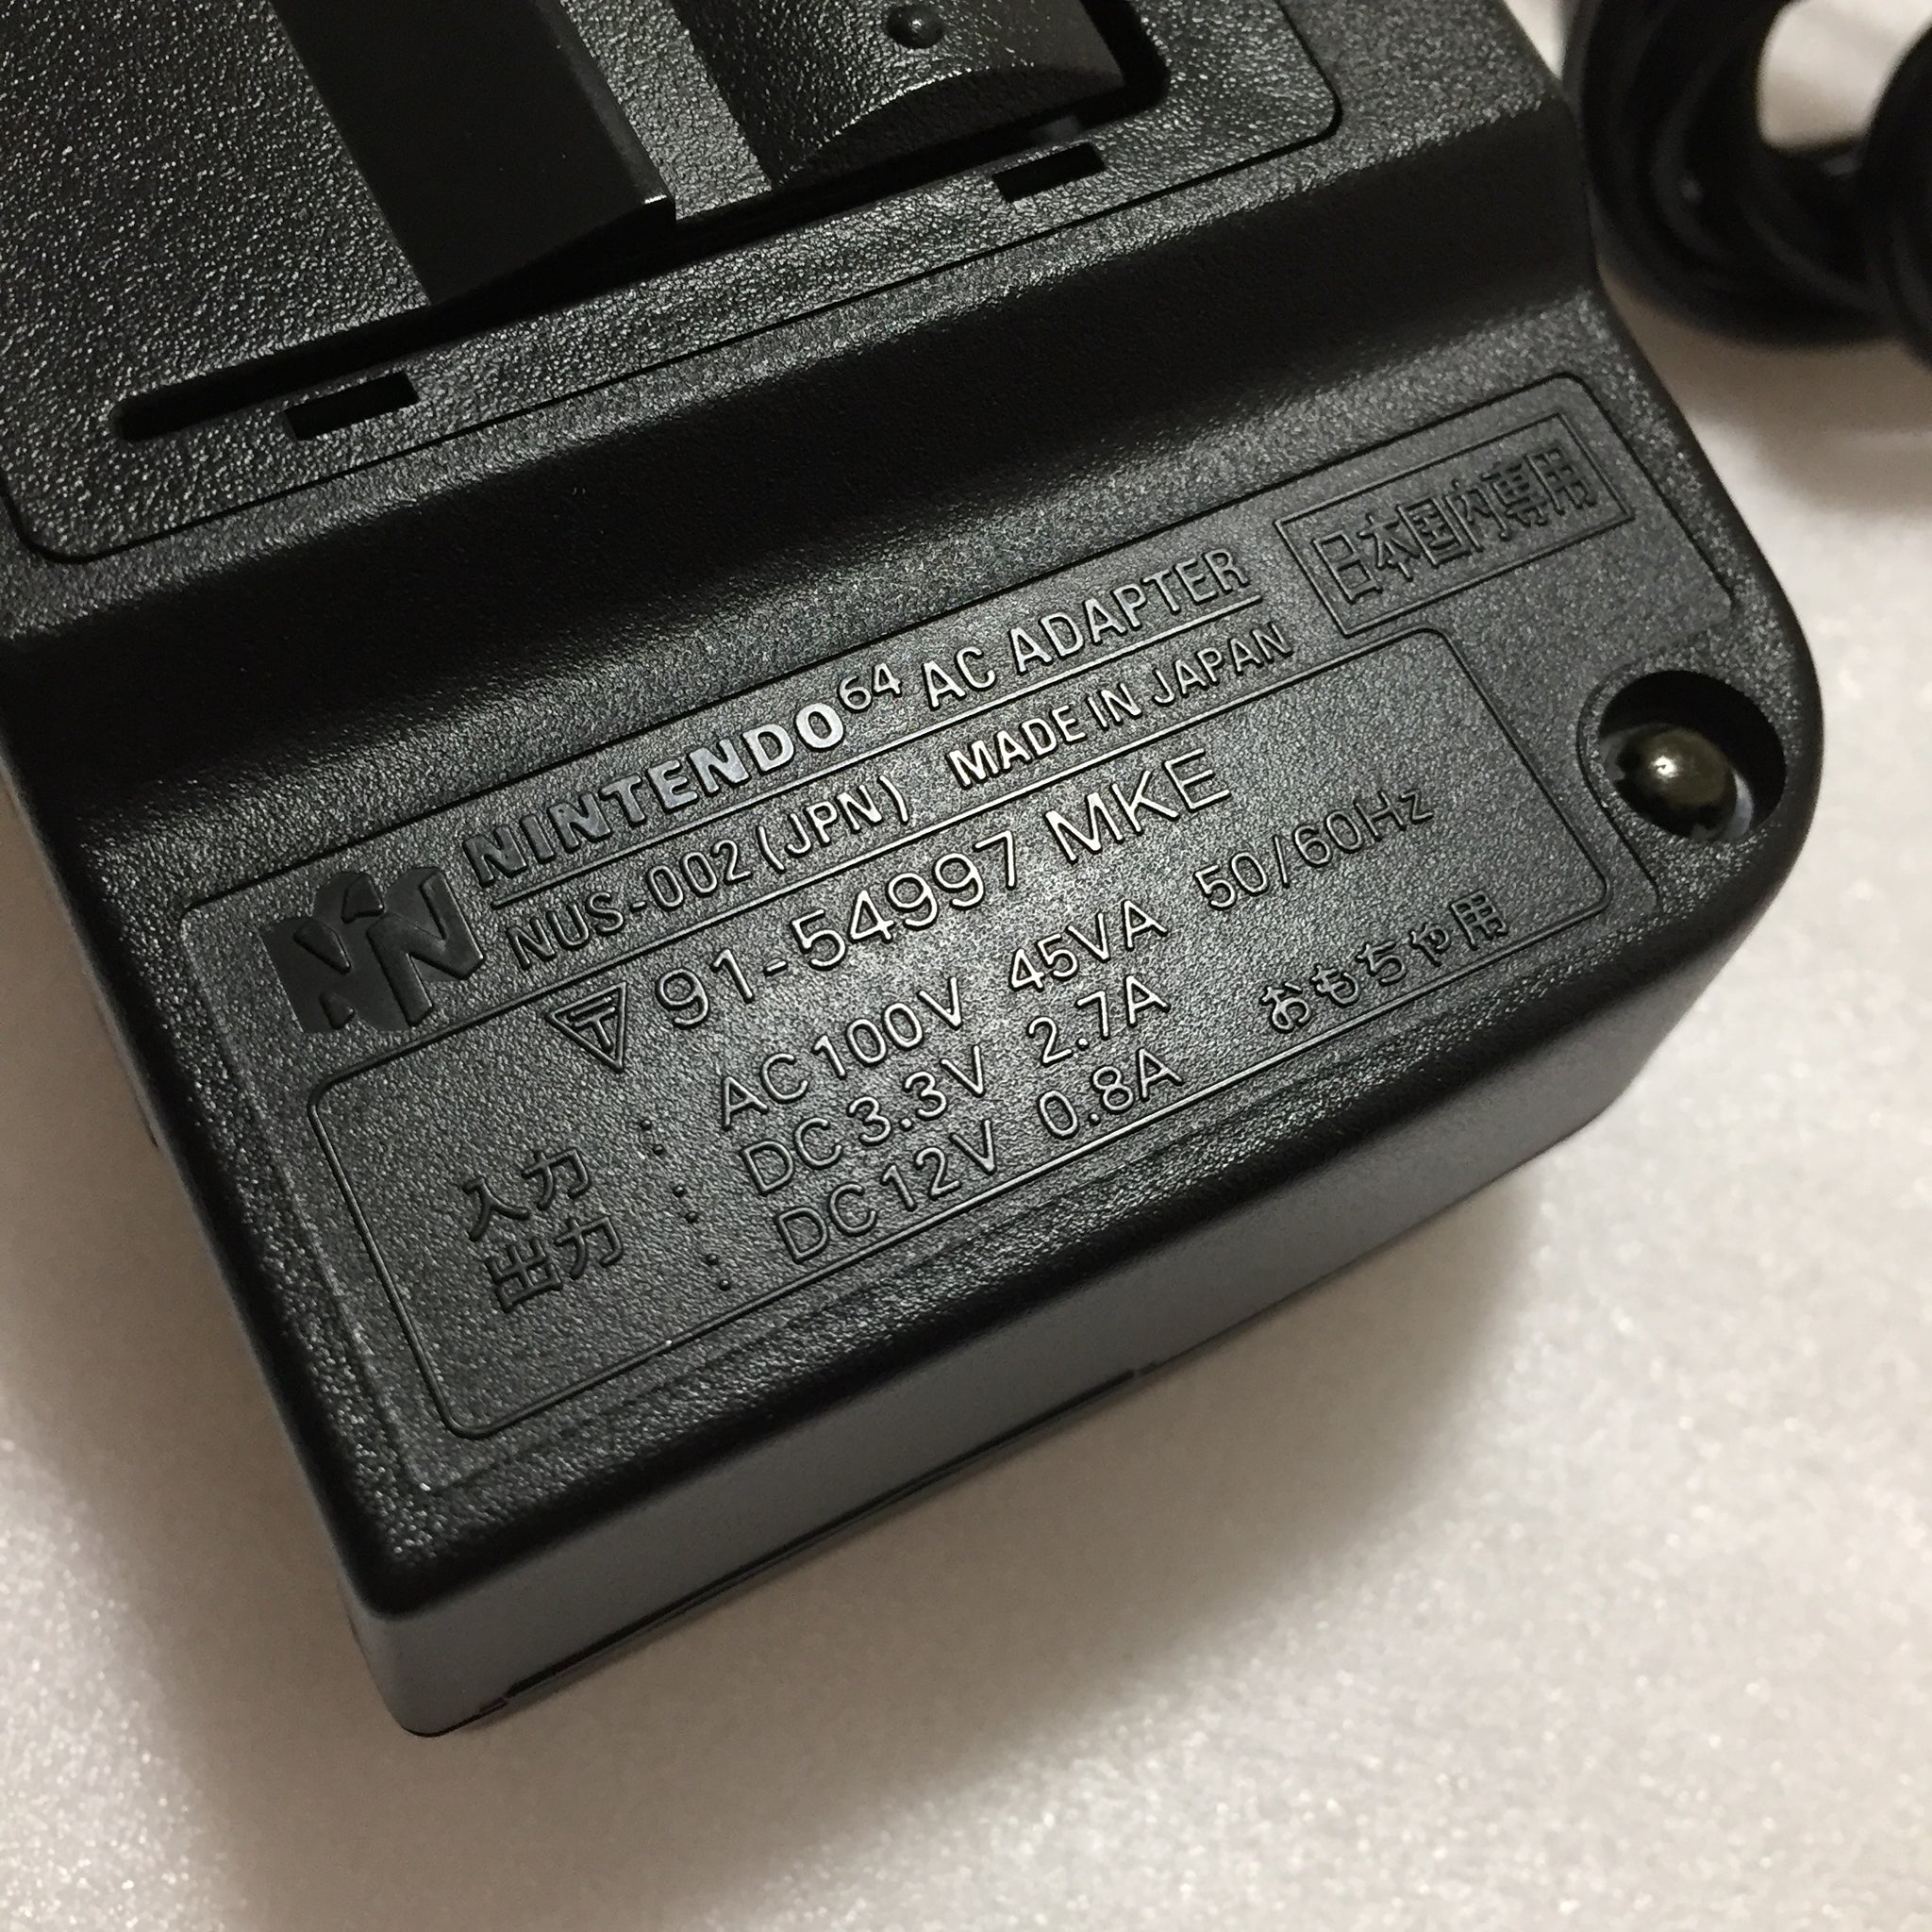 日本国内専用
NINTENDO64 AC ADAPTER
NUS-002(JPN) MADE IN JAPAN
〒 91-54997 MKE
入力 : AC100V 45VA 50/60Hz
出力 : DC3.3V 2.7A
: DC12V 0.8A おもちゃ用